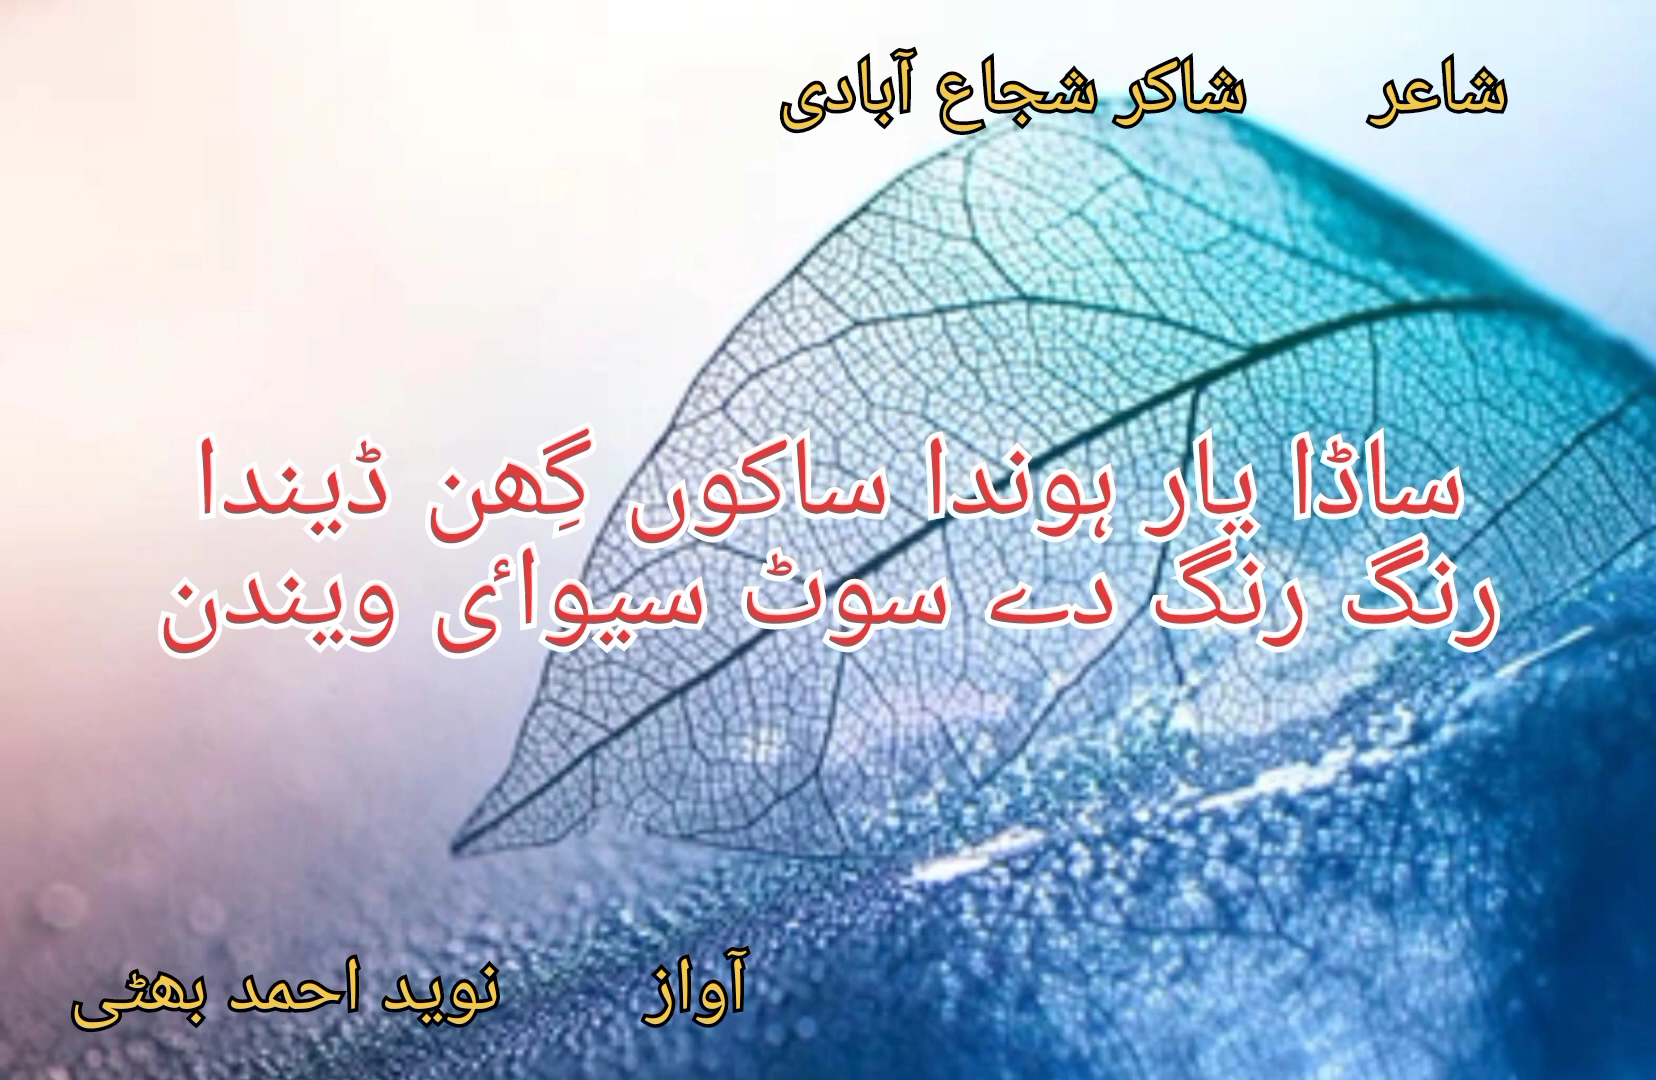 شاعر شاکر شجاع آبادی
ساڈا یار ہوندا ساکوں گِھن ڈیندا
رنگ رنگ دے سوٹ سیوائ ویندن
آواز نوید احمد بھٹی